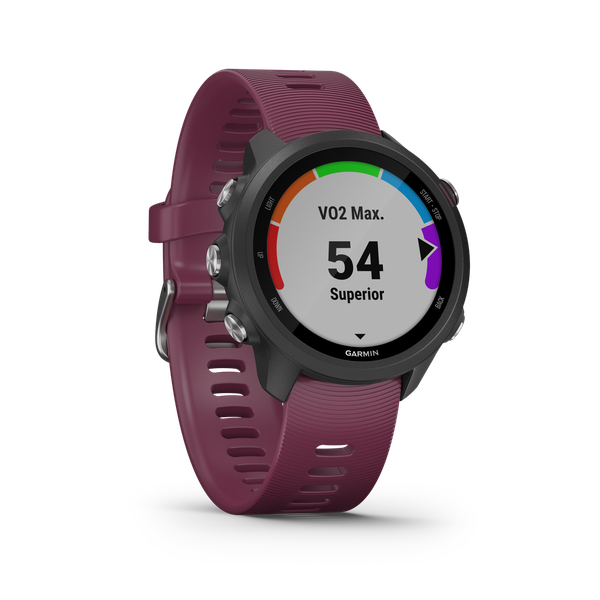 LIGHT
START • STOP
VO2 Max.
UP
54
Superior
DOWN
BACK
GARMIN